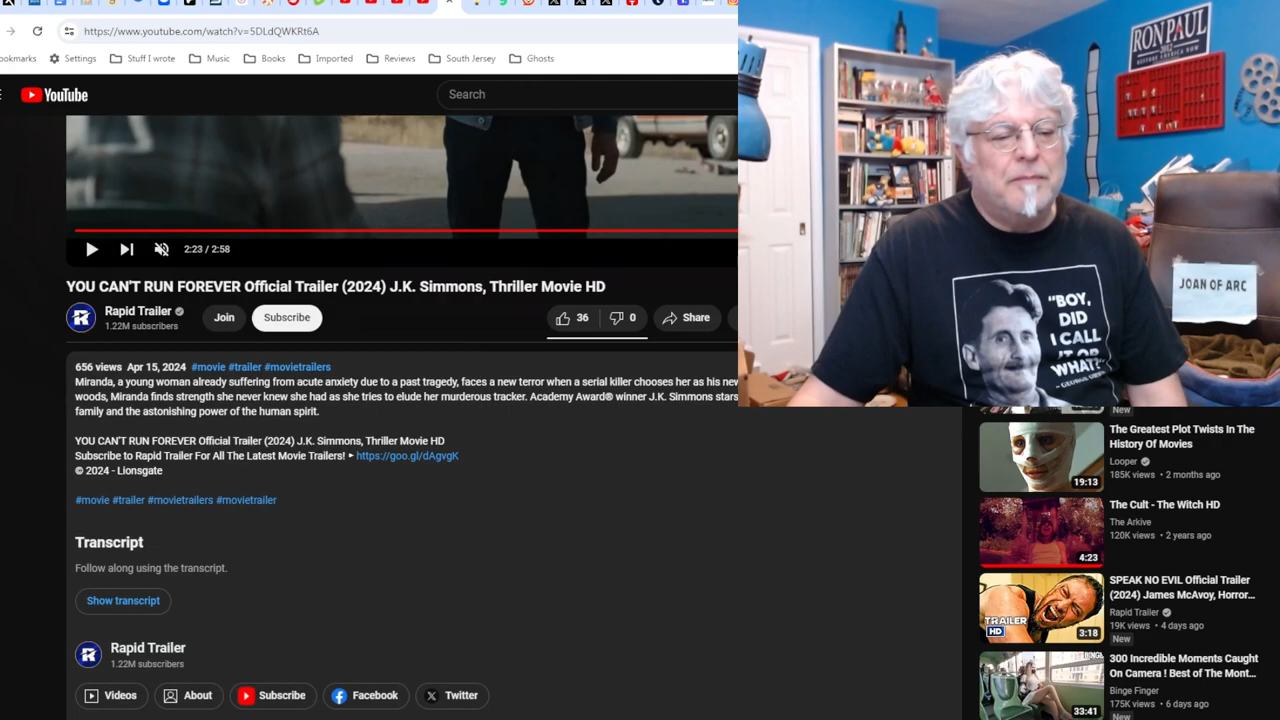 https://www.youtube.com/watch?v=5DLdQWKRt6A
ookmarks Settings Stuff I wrote Music Books Imported Reviews South Jersey Ghosts
YouTube
Search
2:23 / 2:58
YOU CAN'T RUN FOREVER Official Trailer (2024) J.K. Simmons, Thriller Movie HD
Rapid Trailer
1.22M subscribers
Join
Subscribe
36
0
Share
656 views Apr 15, 2024 #movie #trailer #movietrailers
Miranda, a young woman already suffering from acute anxiety due to a past tragedy, faces a new terror when a serial killer chooses her as his new
woods, Miranda finds strength she never knew she had as she tries to elude her murderous tracker. Academy Award® winner J.K. Simmons stars
family and the astonishing power of the human spirit.
YOU CAN'T RUN FOREVER Official Trailer (2024) J.K. Simmons, Thriller Movie HD
Subscribe to Rapid Trailer For All The Latest Movie Trailers! ► https://goo.gl/dAgvgK
© 2024 - Lionsgate
#movie #trailer #movietrailers #movietrailer
Transcript
Follow along using the transcript.
Show transcript
Rapid Trailer
1.22M subscribers
Videos
About
Subscribe
Facebook
Twitter
RON PAUL
2012
RESTORE AMERICA NOW
ARC
JOAN OF ARC
"BOY,
DID
I CALL
IT OR
WHAT?"
New
The Greatest Plot Twists In The
History Of Movies
Looper
185K views • 2 months ago
19:13
The Cult - The Witch HD
The Arkive
120K views • 2 years ago
4:23
SPEAK NO EVIL Official Trailer
(2024) James McAvoy, Horror...
Rapid Trailer
19K views • 4 days ago
New
TRAILER
HD
3:18
300 Incredible Moments Caught
On Camera ! Best of The Mont...
Binge Finger
175K views • 6 days ago
New
33:41